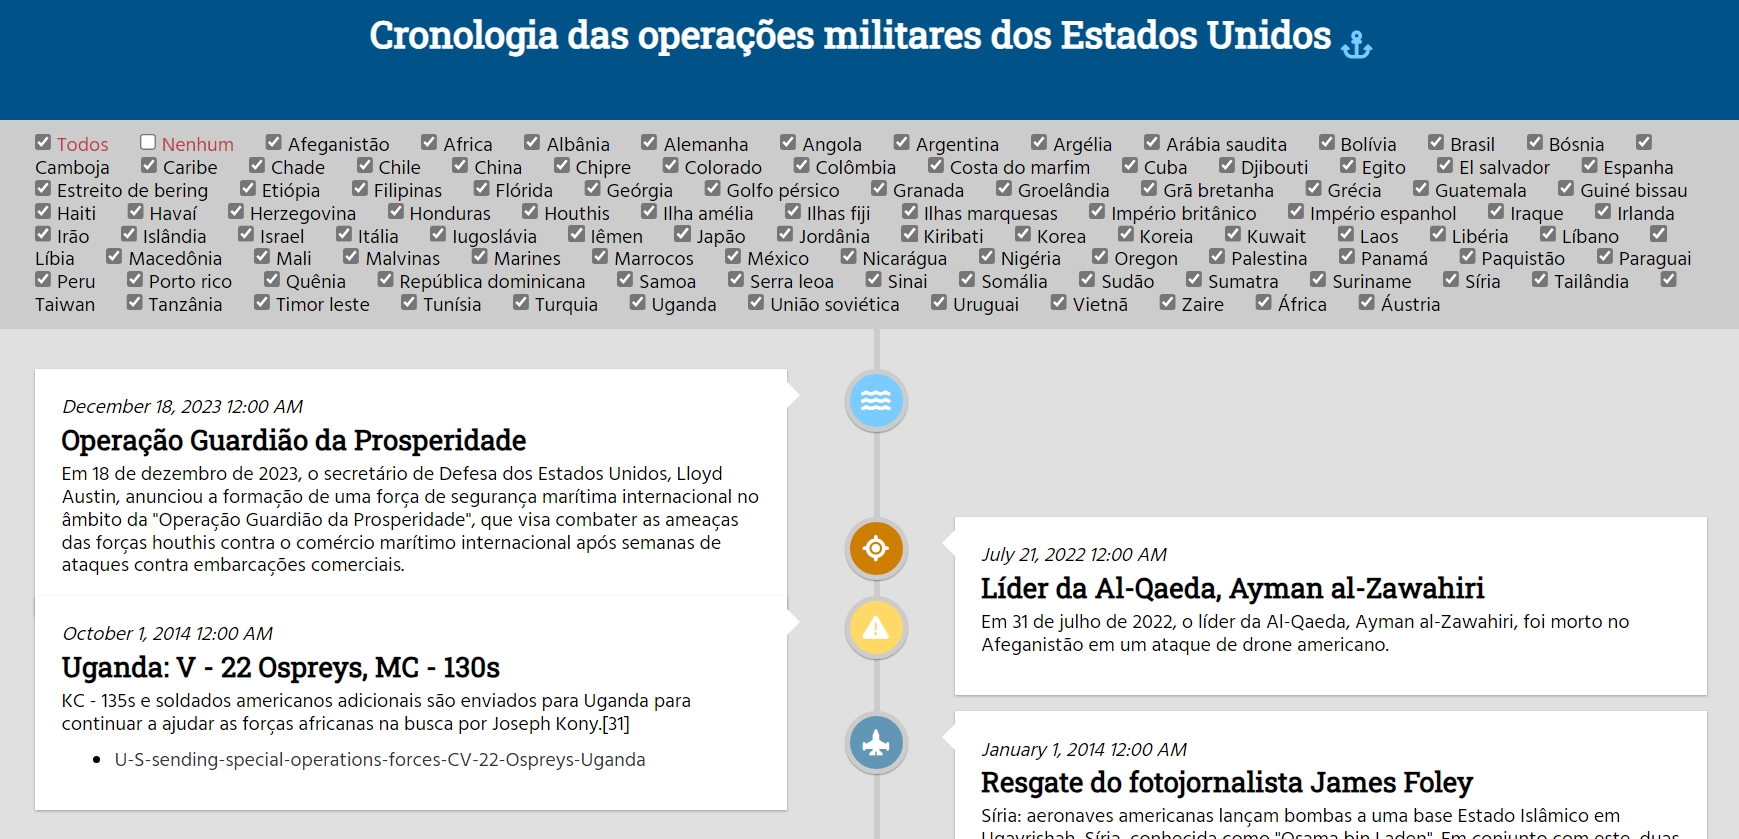 Cronologia das operações militares dos Estados Unidos
Todos Nenhum Afeganistão Africa Albânia Alemanha Angola Argentina Argélia Arábia saudita Bolívia Brasil Bósnia
Camboja Caribe Chade Chile China Chipre Colorado Colômbia Costa do marfim Cuba Djibouti Egito El salvador Espanha
Estreito de bering Etiópia Filipinas Flórida Geórgia Golfo pérsico Granada Groelândia Grã bretanha Grécia Guatemala Guiné bissau
Haiti Havaí Herzegovina Honduras Houthis Ilha amélia Ilhas fiji Ilhas marquesas Império britânico Império espanhol Iraque Irlanda
Irão Islândia Israel Itália Iugoslávia Iêmen Japão Jordânia Kiribati Korea Koreia Kuwait Laos Libéria Líbano
Líbia Macedônia Mali Malvinas Marines Marrocos México Nicarágua Nigéria Oregon Palestina Panamá Paquistão Paraguai
Peru Porto rico Quênia República dominicana Samoa Serra leoa Sinai Somália Sudão Sumatra Suriname Síria Tailândia
Taiwan Tanzânia Timor leste Tunísia Turquia Uganda União soviética Uruguai Vietnã Zaire África Áustria
December 18, 2023 12:00 AM
Operação Guardião da Prosperidade
Em 18 de dezembro de 2023, o secretário de Defesa dos Estados Unidos, Lloyd
Austin, anunciou a formação de uma força de segurança marítima internacional no
âmbito da "Operação Guardião da Prosperidade", que visa combater as ameaças
das forças houthis contra o comércio marítimo internacional após semanas de
ataques contra embarcações comerciais.
July 21, 2022 12:00 AM
Líder da Al-Qaeda, Ayman al-Zawahiri
Em 31 de julho de 2022, o líder da Al-Qaeda, Ayman al-Zawahiri, foi morto no
Afeganistão em um ataque de drone americano.
October 1, 2014 12:00 AM
Uganda: V - 22 Ospreys, MC - 130s
KC - 135s e soldados americanos adicionais são enviados para Uganda para
continuar a ajudar as forças africanas na busca por Joseph Kony.[31]
U-S-sending-special-operations-forces-CV-22-Ospreys-Uganda
January 1, 2014 12:00 AM
Resgate do fotojornalista James Foley
Síria: aeronaves americanas lançam bombas a uma base Estado Islâmico em
Síria, conhecida como "Osama bin Laden". Em conjunto com este, duas